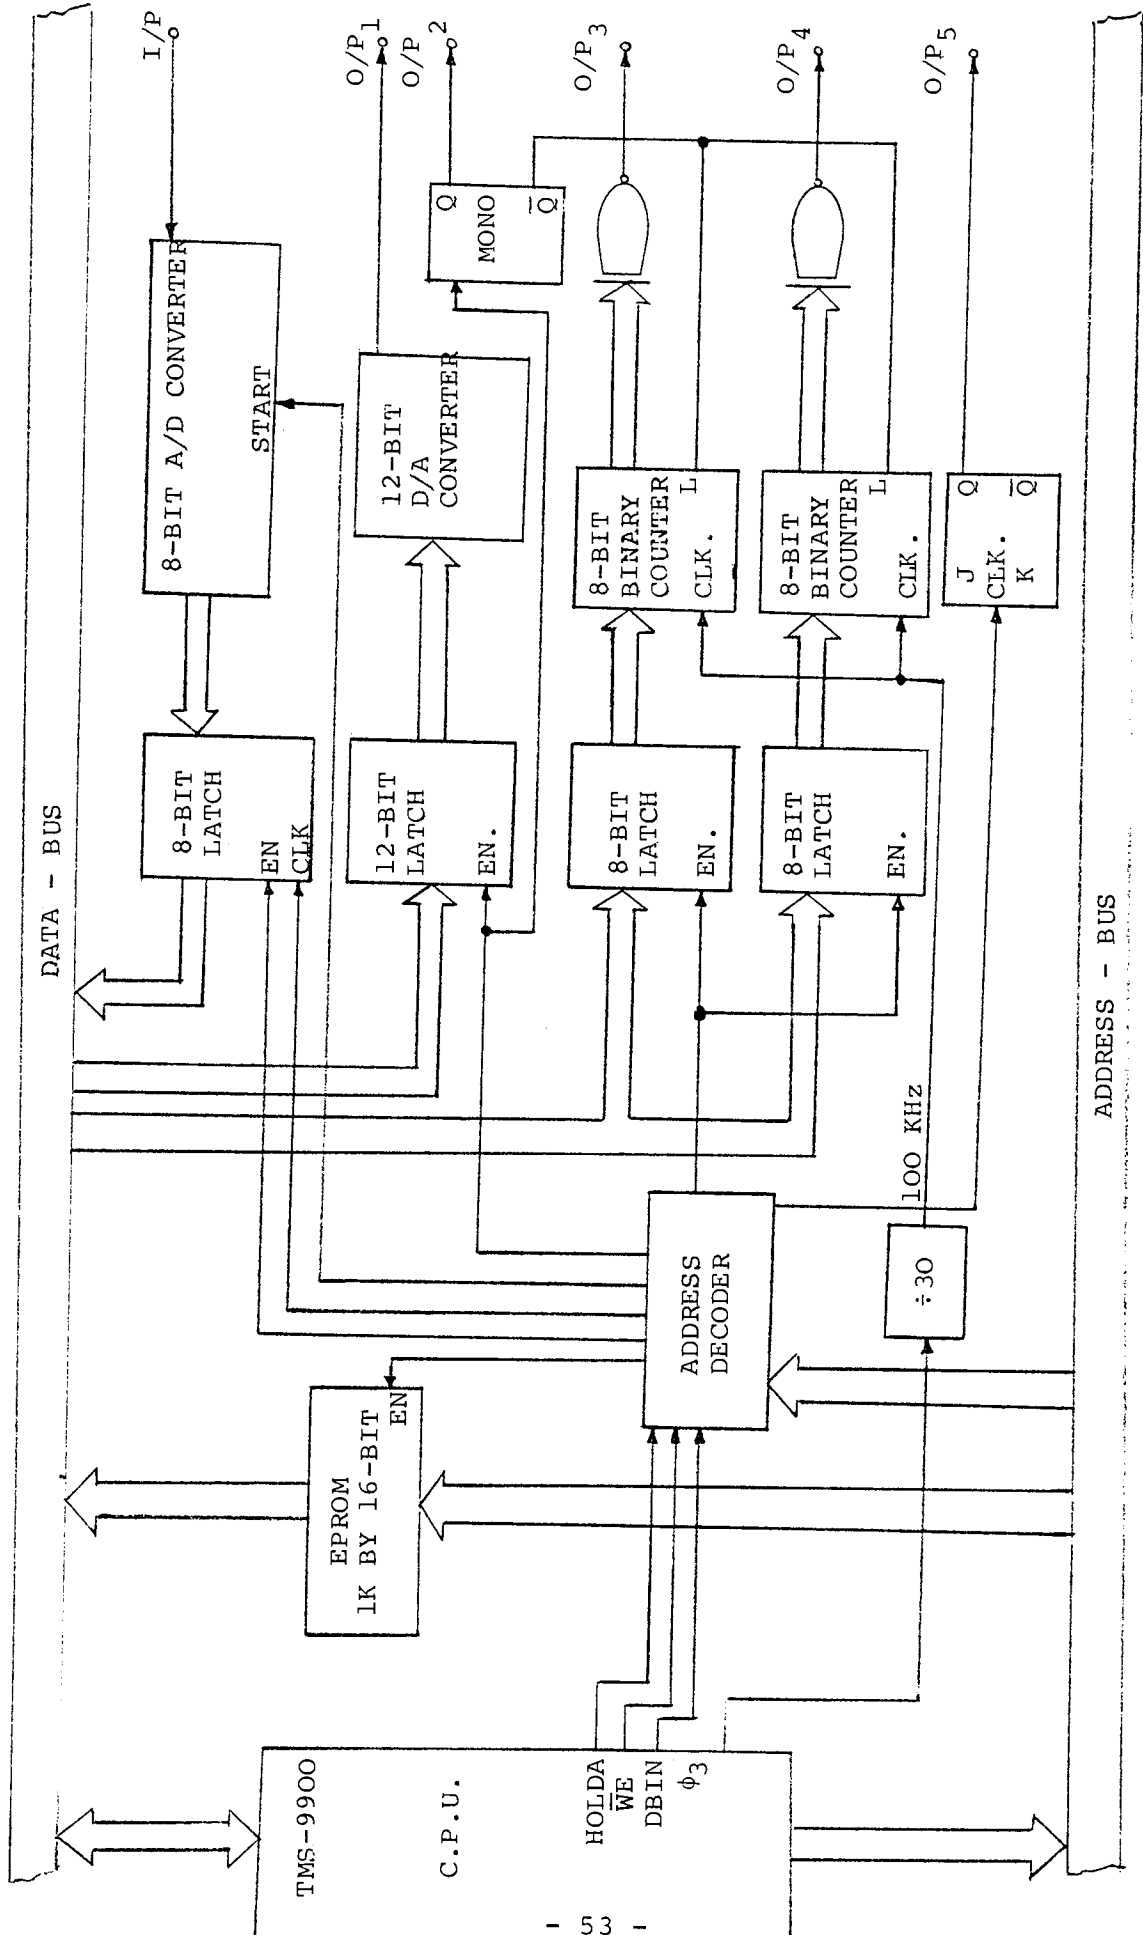 DATA - BUS
I/P
8-BIT A/D CONVERTER
START
8-BIT
LATCH
EN
CLK
O/P1
12-BIT
D/A
CONVERTER
12-BIT
LATCH
EN.
O/P2
Q
MONO
Q̅
O/P3
8-BIT
BINARY
COUNTER
CLK.
L
8-BIT
LATCH
EN.
O/P4
8-BIT
BINARY
COUNTER
CLK.
L
8-BIT
LATCH
EN.
O/P5
J
Q
CLK.
K
Q̅
EPROM
1K BY 16-BIT
EN
ADDRESS
DECODER
÷30
100 KHz
TMS-9900
C.P.U.
HOLDA
W̅E̅
DBIN
ϕ3
ADDRESS - BUS
- 53 -